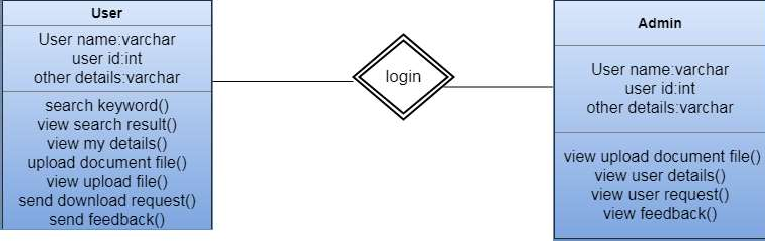 User
User name:varchar
user id:int
other details:varchar
search keyword()
view search result()
view my details()
upload document file()
view upload file()
send download request()
send feedback()
login
Admin
User name:varchar
user id:int
other details:varchar
view upload document file()
view user details()
view user request()
view feedback()